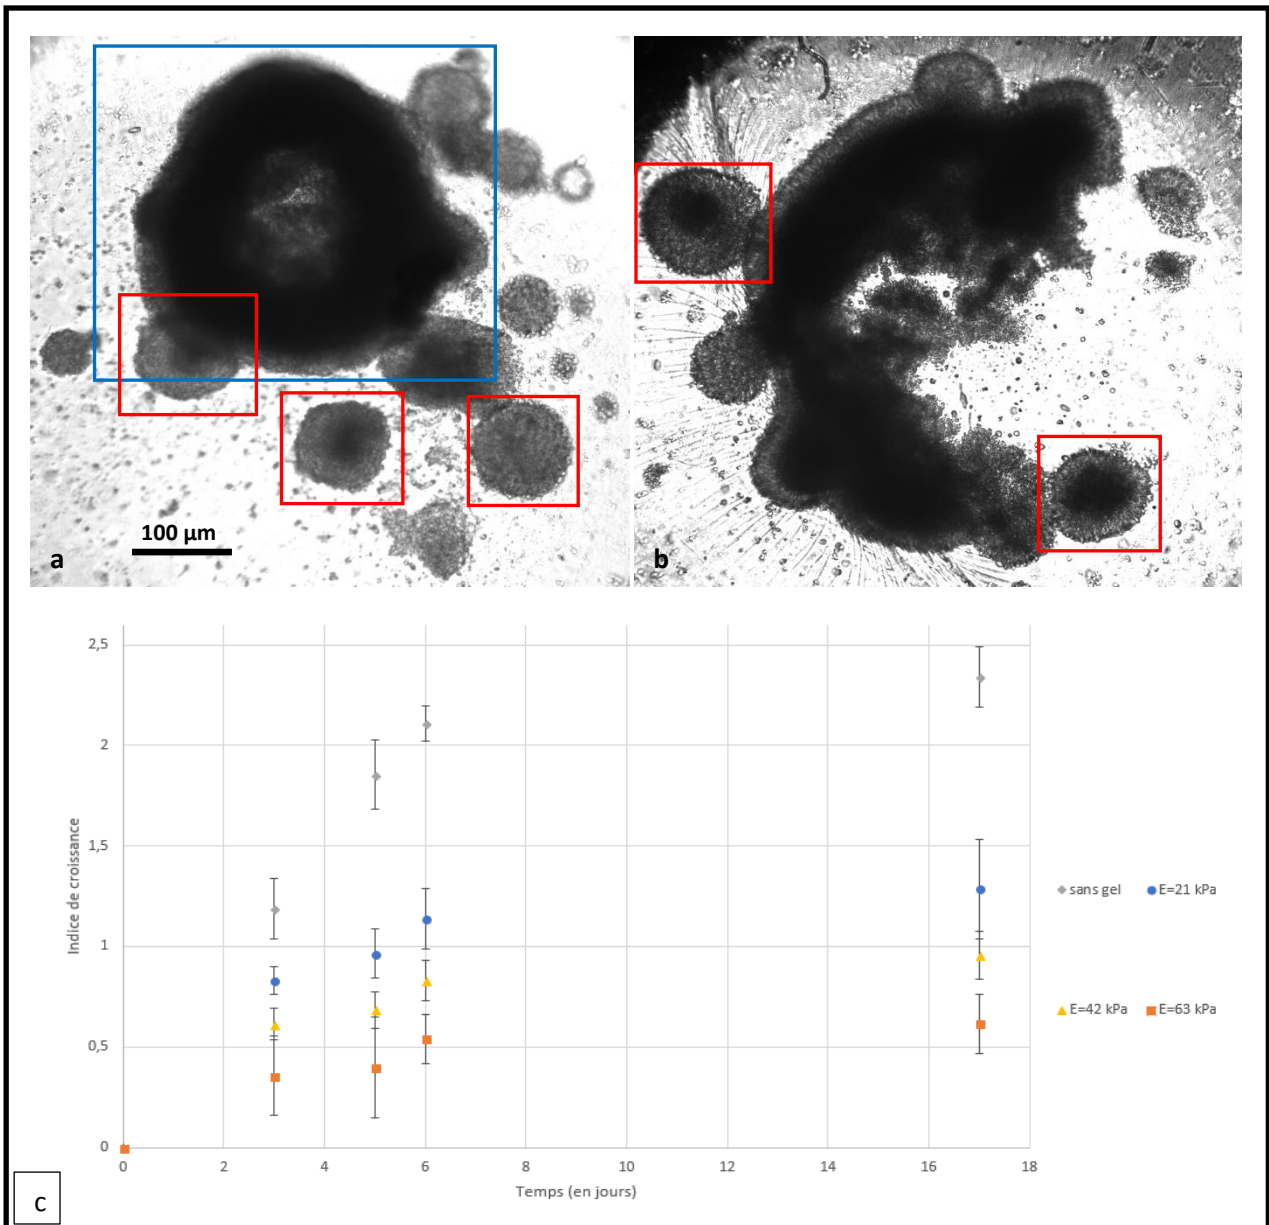 100 µm
a
b
2,5
2
1,5
1
0,5
0
Indice de croissance
0 2 4 6 8 10 12 14 16 18
Temps (en jours)
sans gel E=21 kPa
E=42 kPa E=63 kPa
c